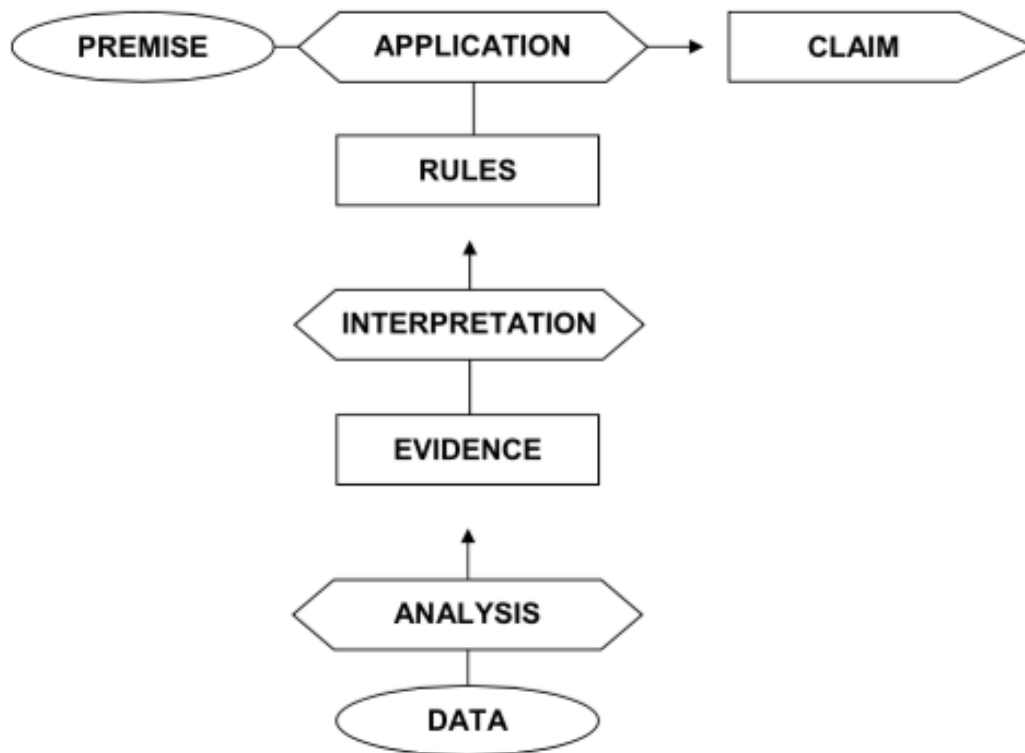 PREMISE
APPLICATION
CLAIM
RULES
INTERPRETATION
EVIDENCE
ANALYSIS
DATA